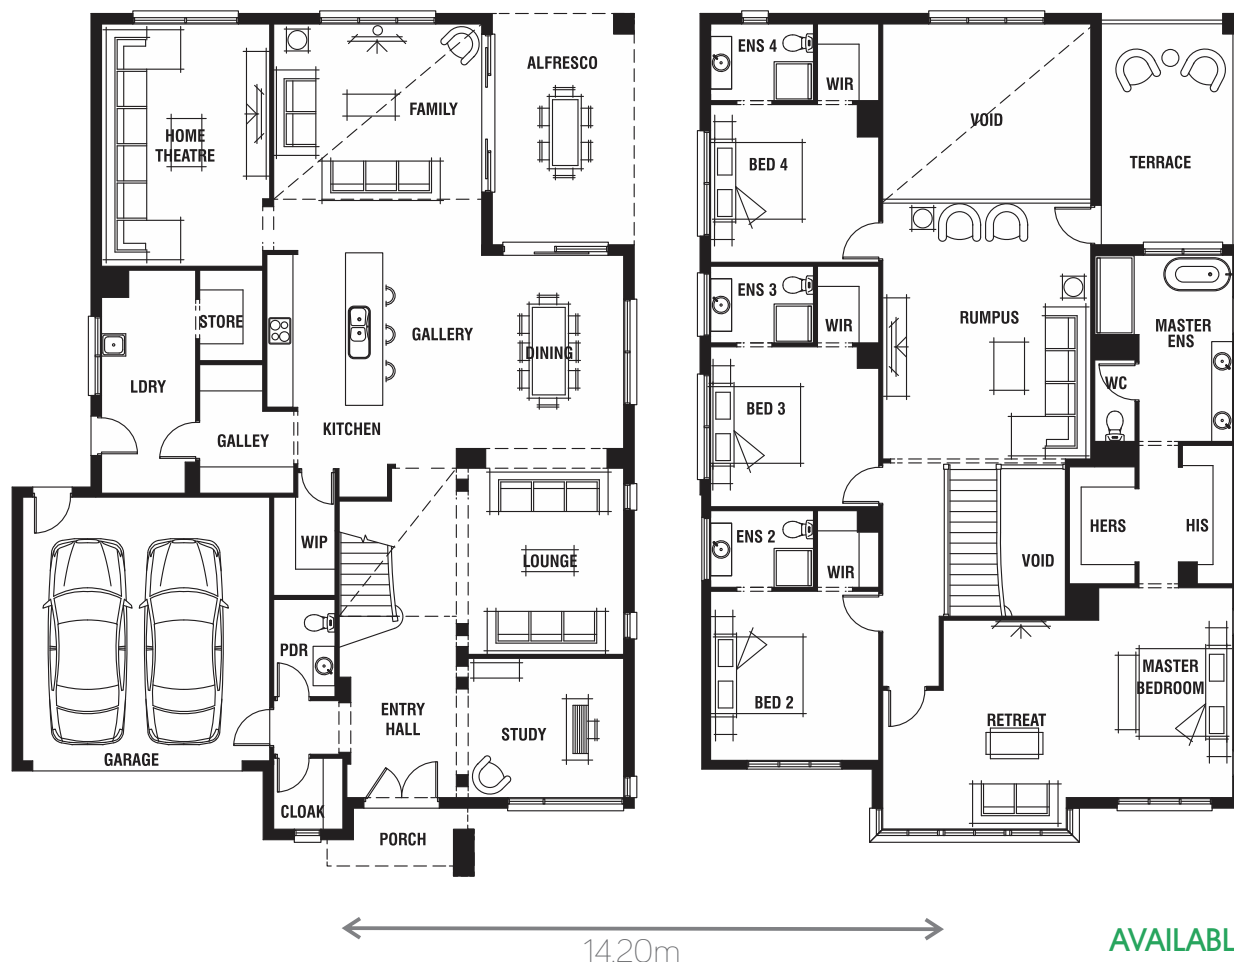 HOME
THEATRE
FAMILY
ALFRESCO
STORE
LDRY
GALLERY
DINING
GALLEY
KITCHEN
WIP
LOUNGE
PDR
ENTRY
HALL
STUDY
GARAGE
CLOAK
PORCH
ENS 4
WIR
VOID
BED 4
TERRACE
ENS 3
WIR
RUMPUS
MASTER
ENS
WC
BED 3
HERS
HIS
ENS 2
WIR
VOID
BED 2
MASTER
BEDROOM
RETREAT
14.20m
AVAILABL